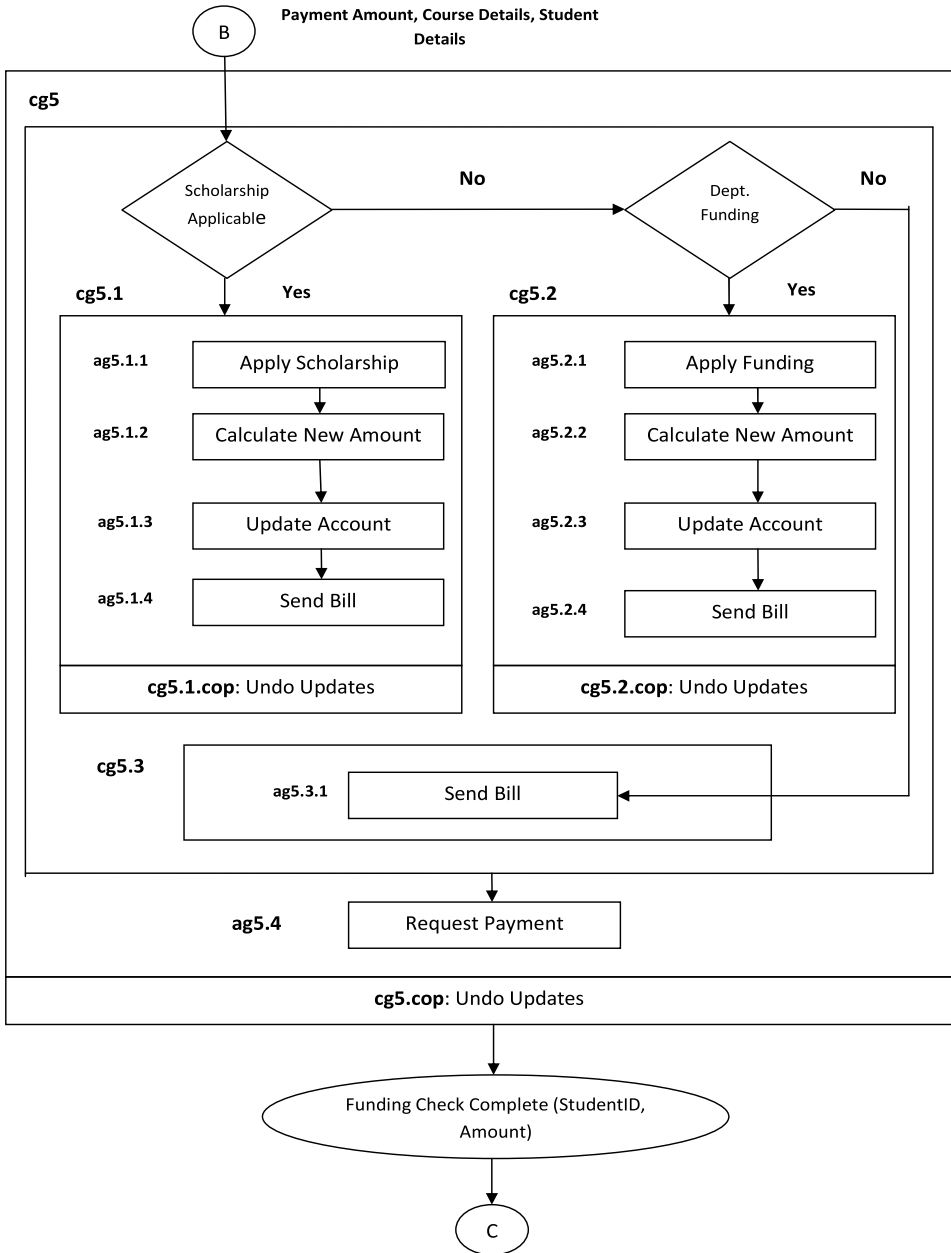 B
Payment Amount, Course Details, Student
Details
cg5
Scholarship
Applicable
No
Dept.
Funding
No
cg5.1
Yes
cg5.2
Yes
ag5.1.1
Apply Scholarship
ag5.1.2
Calculate New Amount
ag5.1.3
Update Account
ag5.1.4
Send Bill
cg5.1.cop: Undo Updates
ag5.2.1
Apply Funding
ag5.2.2
Calculate New Amount
ag5.2.3
Update Account
ag5.2.4
Send Bill
cg5.2.cop: Undo Updates
cg5.3
ag5.3.1
Send Bill
ag5.4
Request Payment
cg5.cop: Undo Updates
Funding Check Complete (StudentID,
Amount)
C